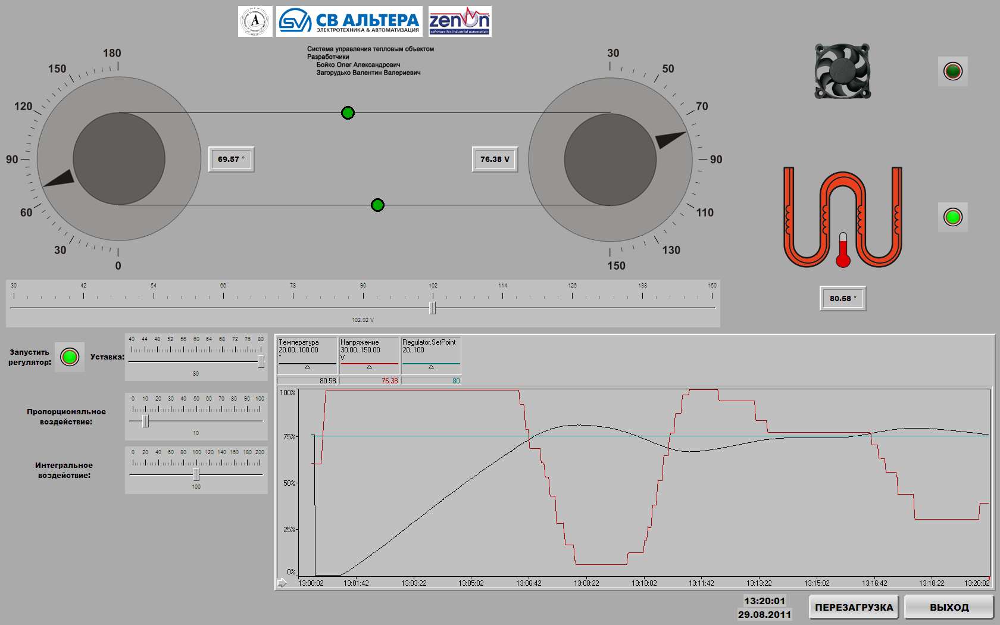 А
СВ АЛЬТЕРА
ЭЛЕКТРОТЕХНИКА & АВТОМАТИЗАЦИЯ
zenOn
software for industrial automation
Система управления тепловым объектом
Разработчики
Бойко Олег Александрович
Загорудько Валентин Валериевич
180
150
120
90
60
30
0
69.57 °
76.38 V
30
50
70
90
110
130
150
80.58 °
30 42 54 66 78 90 102 114 126 138 150
102.02 V
Запустить
регулятор:
Уставка:
40 44 48 52 56 60 64 68 72 76 80
80
Пропорциональное
воздействие:
0 10 20 30 40 50 60 70 80 90 100
10
Интегральное
воздействие:
0 20 40 60 80 100 120 140 160 180 200
100
Температура
20.00..100.00
°
80.58
Напряжение
30.00..150.00
V
76.38
Regulator.SetPoint
20..100
80
100%
75%
50%
25%
0%
13:00:02 13:01:42 13:03:22 13:05:02 13:06:42 13:08:22 13:10:02 13:11:42 13:13:22 13:15:02 13:16:42 13:18:22 13:20:02
13:20:01
29.08.2011
ПЕРЕЗАГРУЗКА
ВЫХОД